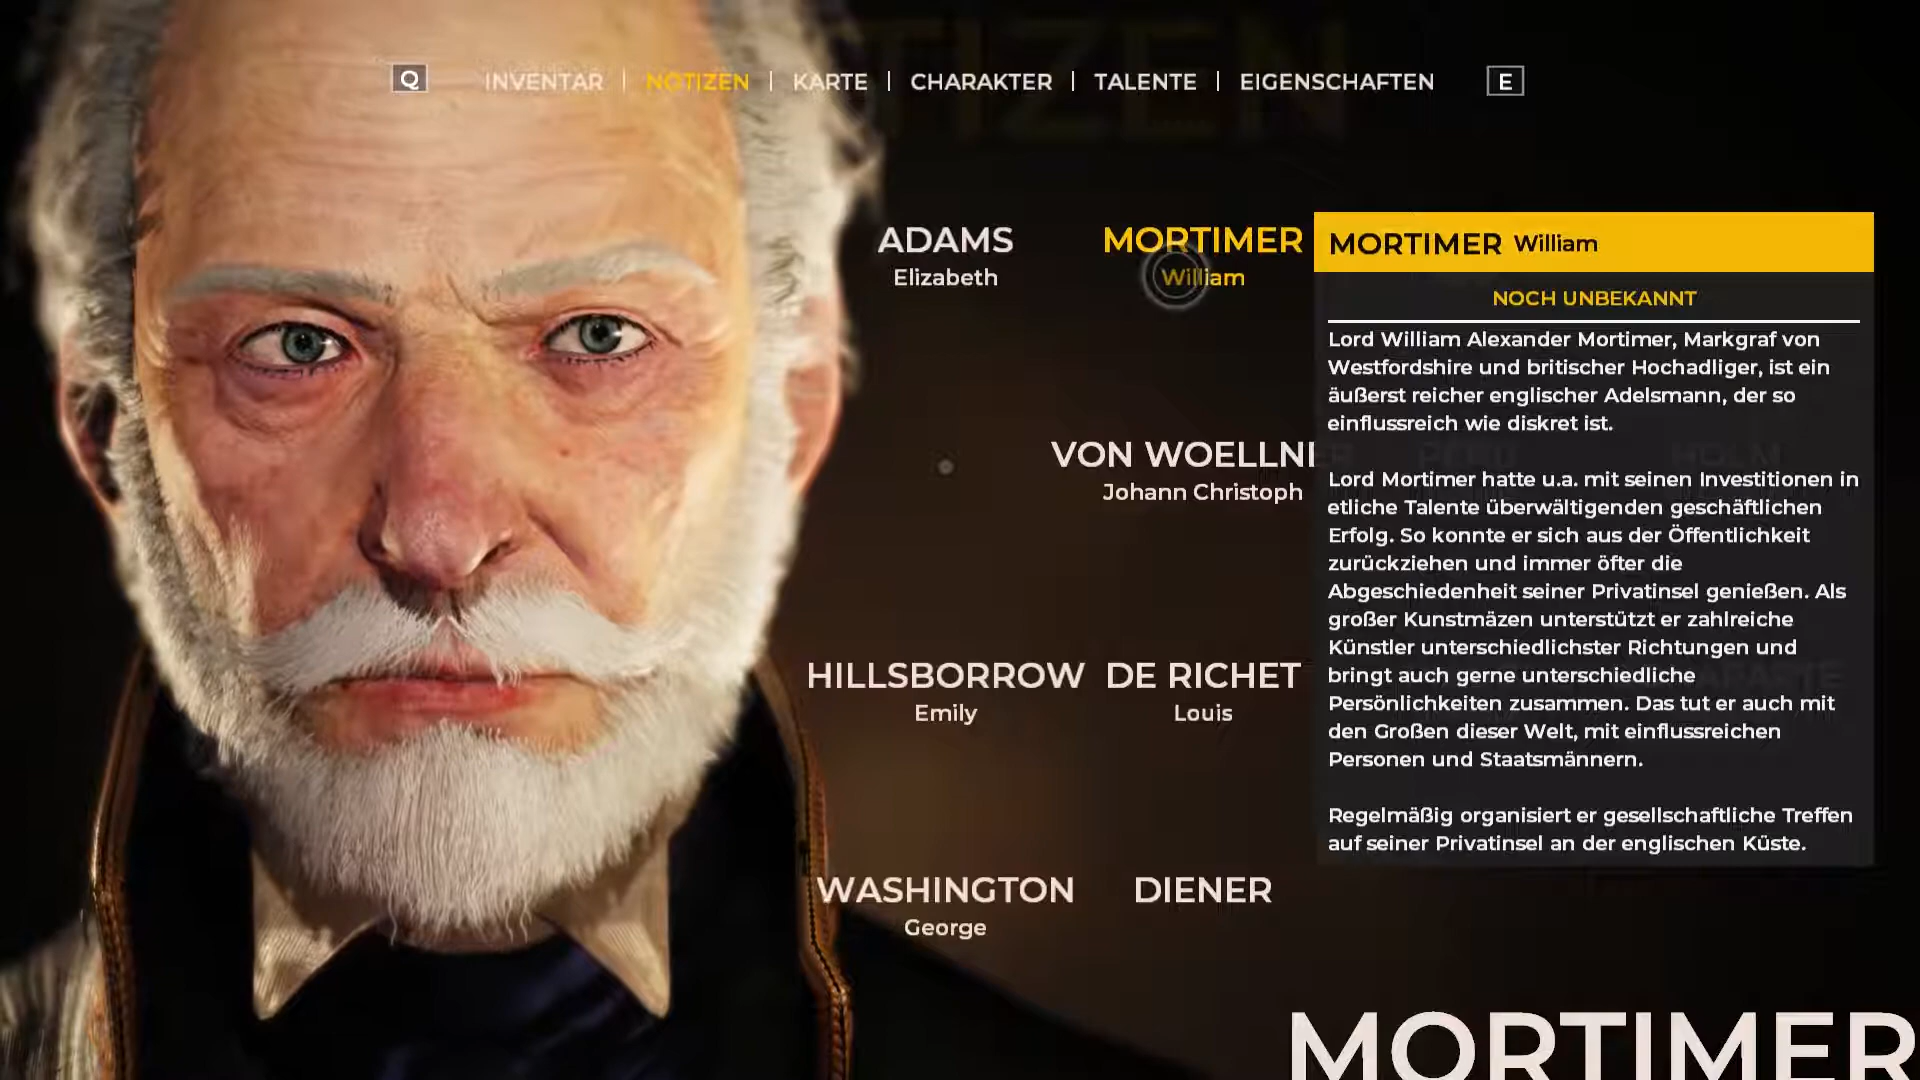 Q INVENTAR | NOTIZEN | KARTE | CHARAKTER | TALENTE | EIGENSCHAFTEN E
ADAMS
Elizabeth
MORTIMER
William
VON WOELLNER
Johann Christoph
HILLSBORROW
Emily
DE RICHET
Louis
WASHINGTON
George
DIENER
MORTIMER William
NOCH UNBEKANNT
Lord William Alexander Mortimer, Markgraf von
Westfordshire und britischer Hochadliger, ist ein
äußerst reicher englischer Adelsmann, der so
einflussreich wie diskret ist.
Lord Mortimer hatte u.a. mit seinen Investitionen in
etliche Talente überwältigenden geschäftlichen
Erfolg. So konnte er sich aus der Öffentlichkeit
zurückziehen und immer öfter die
Abgeschiedenheit seiner Privatinsel genießen. Als
großer Kunstmäzen unterstützt er zahlreiche
Künstler unterschiedlichster Richtungen und
bringt auch gerne unterschiedliche
Persönlichkeiten zusammen. Das tut er auch mit
den Großen dieser Welt, mit einflussreichen
Personen und Staatsmännern.
Regelmäßig organisiert er gesellschaftliche Treffen
auf seiner Privatinsel an der englischen Küste.
MORTIMER